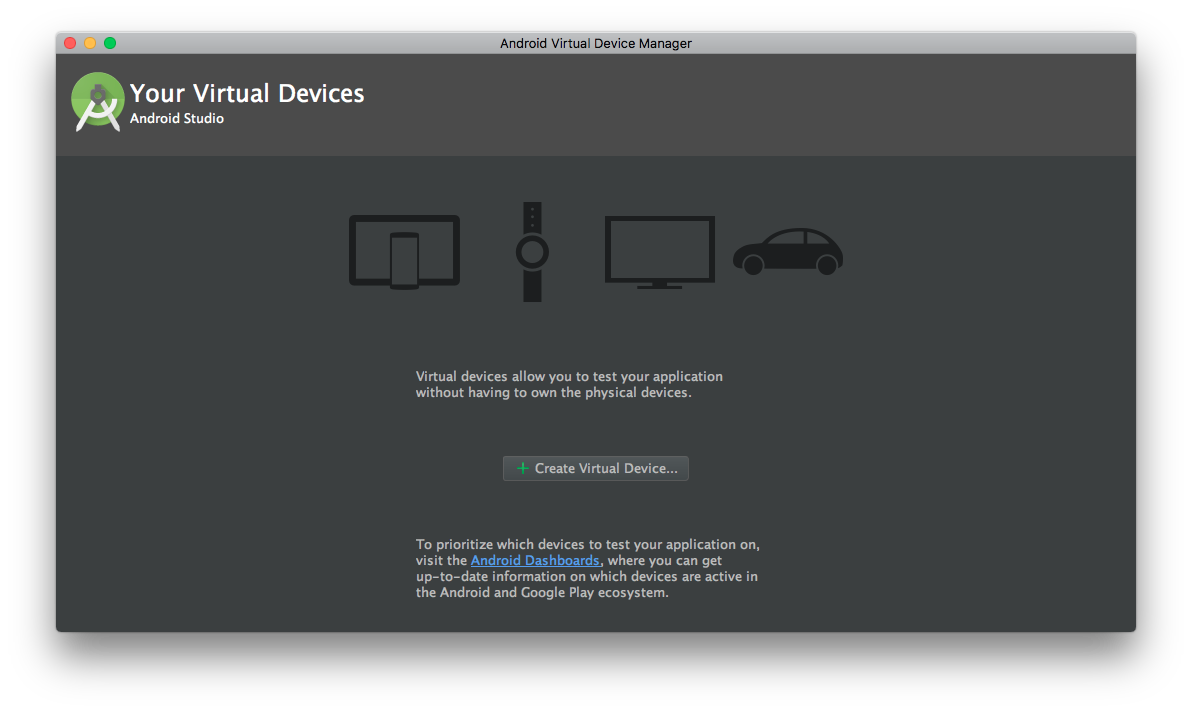 Android Virtual Device Manager
Your Virtual Devices
Android Studio
Virtual devices allow you to test your application
without having to own the physical devices.
Create Virtual Device...
To prioritize which devices to test your application on,
visit the Android Dashboards, where you can get
up-to-date information on which devices are active in
the Android and Google Play ecosystem.